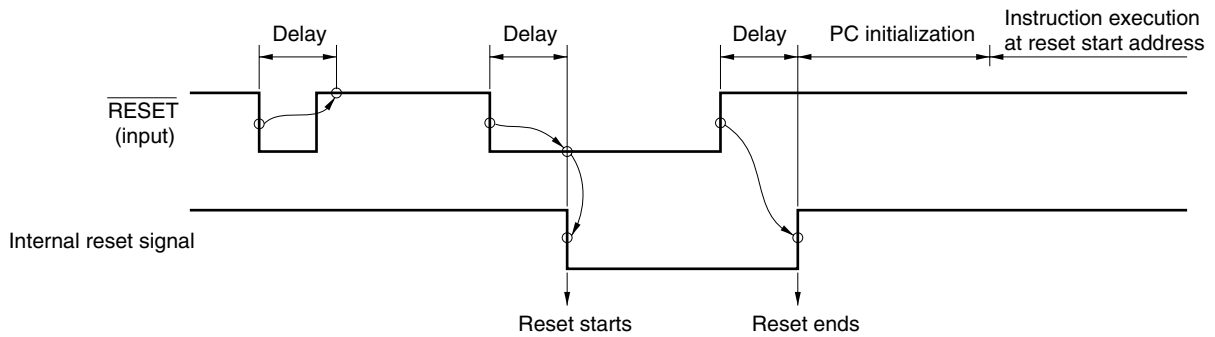 Delay
Delay
Delay
PC initialization
Instruction execution
at reset start address
RESET
(input)
Internal reset signal
Reset starts
Reset ends